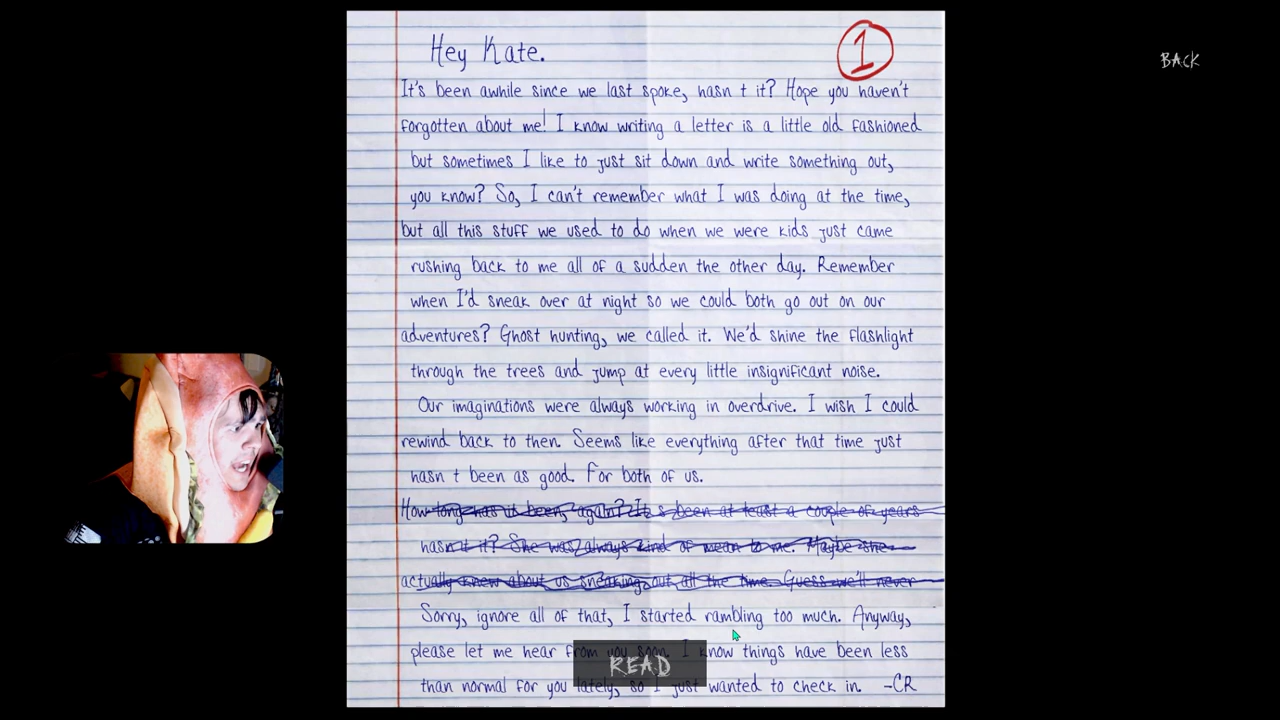 Hey Kate.
1
BACK
It's been awhile since we last spoke, hasn t it? Hope you haven't
forgotten about me! I know writing a letter is a little old fashioned
but sometimes I like to just sit down and write something out,
you know? So, I can't remember what I was doing at the time,
but all this stuff we used to do when we were kids just came
rushing back to me all of a sudden the other day. Remember
when I'd sneak over at night so we could both go out on our
adventures? Ghost hunting, we called it. We'd shine the flashlight
through the trees and jump at every little insignificant noise.
Our imaginations were always working in overdrive. I wish I could
rewind back to then. Seems like everything after that time just
hasn t been as good. For both of us.
How long has it been, again? It s been at least a couple of years
hasn t it? She was always kind of mean to me. Maybe she
actually knew about us sneaking out all the time. Guess we'll never
Sorry, ignore all of that, I started rambling too much. Anyway,
please let me hear from you soon. I know things have been less
READ
than normal for you lately, so I just wanted to check in. -CR